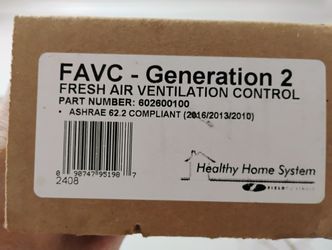 FAVC - Generation 2
FRESH AIR VENTILATION CONTROL
PART NUMBER: 602600100
• ASHRAE 62.2 COMPLIANT (2016/2013/2010)
Healthy Home System
0 90747 95198 7
2408